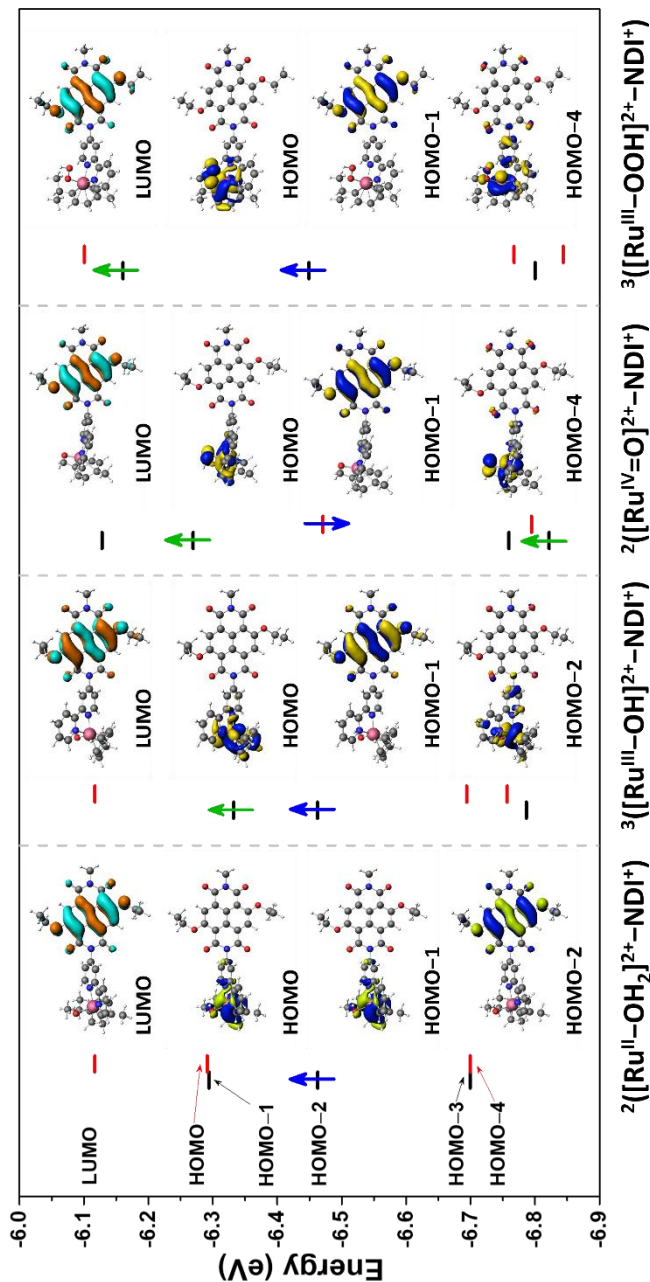 Energy (eV)
-6.0
-6.1
-6.2
-6.3
-6.4
-6.5
-6.6
-6.7
-6.8
-6.9
LUMO
HOMO
HOMO−1
HOMO−2
HOMO−3
HOMO−4
LUMO
HOMO
HOMO−1
HOMO−2
²([Ruᴵᴵ−OH₂]²⁺−NDI⁺)
LUMO
HOMO
HOMO−1
HOMO−2
³([Ruᴵᴵᴵ−OH]²⁺−NDI⁺)
LUMO
HOMO
HOMO−1
HOMO−4
²([Ruᴵⱽ=O]²⁺−NDI⁺)
LUMO
HOMO
HOMO−1
HOMO−4
³([Ruᴵᴵᴵ−OOH]²⁺−NDI⁺)